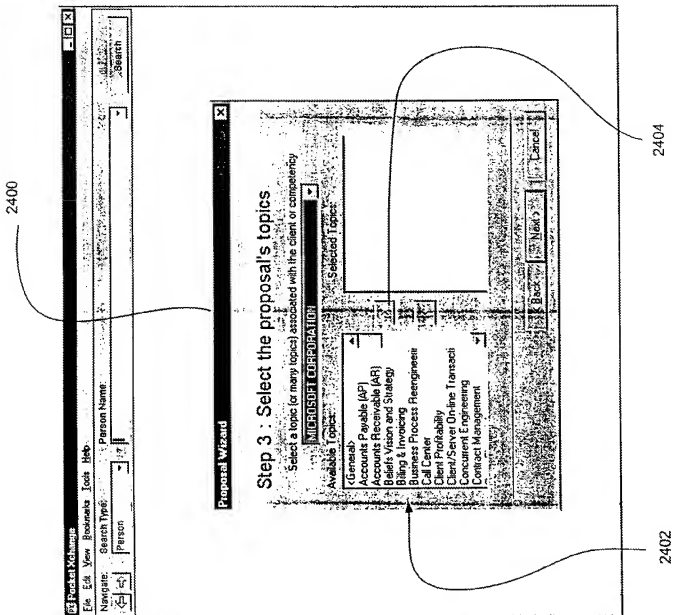 2400
Pocket Xchange
File Edit View Bookmarks Tools Help
Navigate: Search Type: Person Name:
Person Search
Proposal Wizard
Step 3 : Select the proposal's topics
Select a topic (or many topics) associated with the client or competency
MICROSOFT CORPORATION
Available Topics: Selected Topics:
<General>
Accounts Payable (AP)
Accounts Receivable (AR)
Beliefs Vision and Strategy
Billing & Invoicing
Business Process Reengineerin
Call Center
Client Profitability
Client/Server On-line Transacti
Concurrent Engineering
Contract Management
Back Next > Cancel
2404
2402